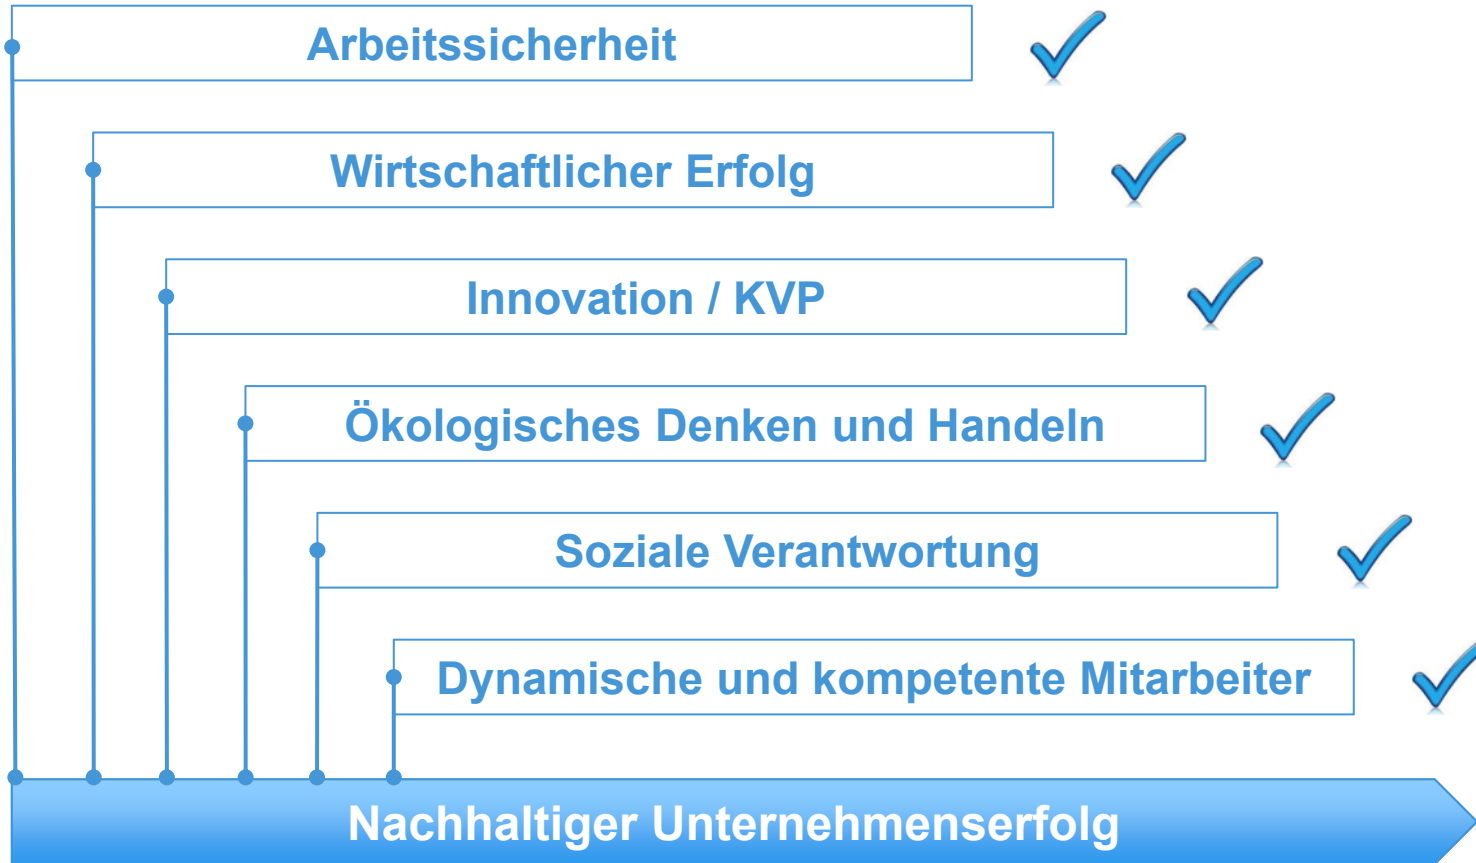 Arbeitssicherheit
Wirtschaftlicher Erfolg
Innovation / KVP
Ökologisches Denken und Handeln
Soziale Verantwortung
Dynamische und kompetente Mitarbeiter
Nachhaltiger Unternehmenserfolg